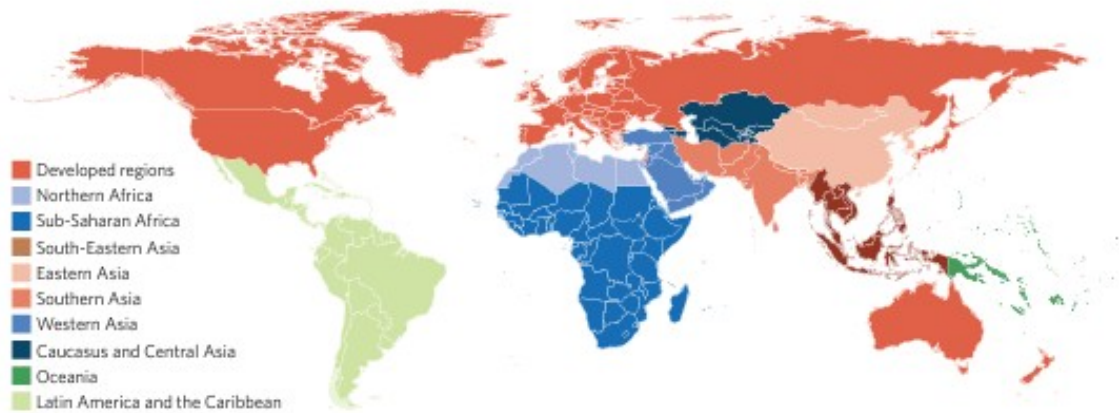 Developed regions
Northern Africa
Sub-Saharan Africa
South-Eastern Asia
Eastern Asia
Southern Asia
Western Asia
Caucasus and Central Asia
Oceania
Latin America and the Caribbean